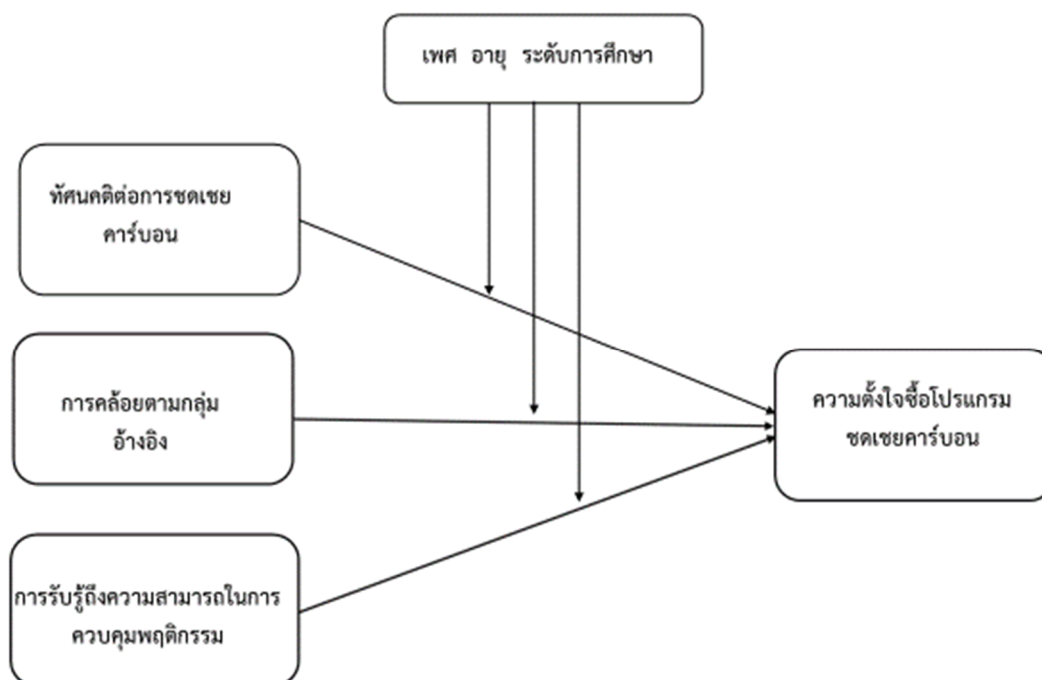 เพศ อายุ ระดับการศึกษา
ทัศนคติต่อการชดเชย
คาร์บอน
การคล้อยตามกลุ่ม
อ้างอิง
การรับรู้ถึงความสามารถในการ
ควบคุมพฤติกรรม
ความตั้งใจซื้อโปรแกรม
ชดเชยคาร์บอน